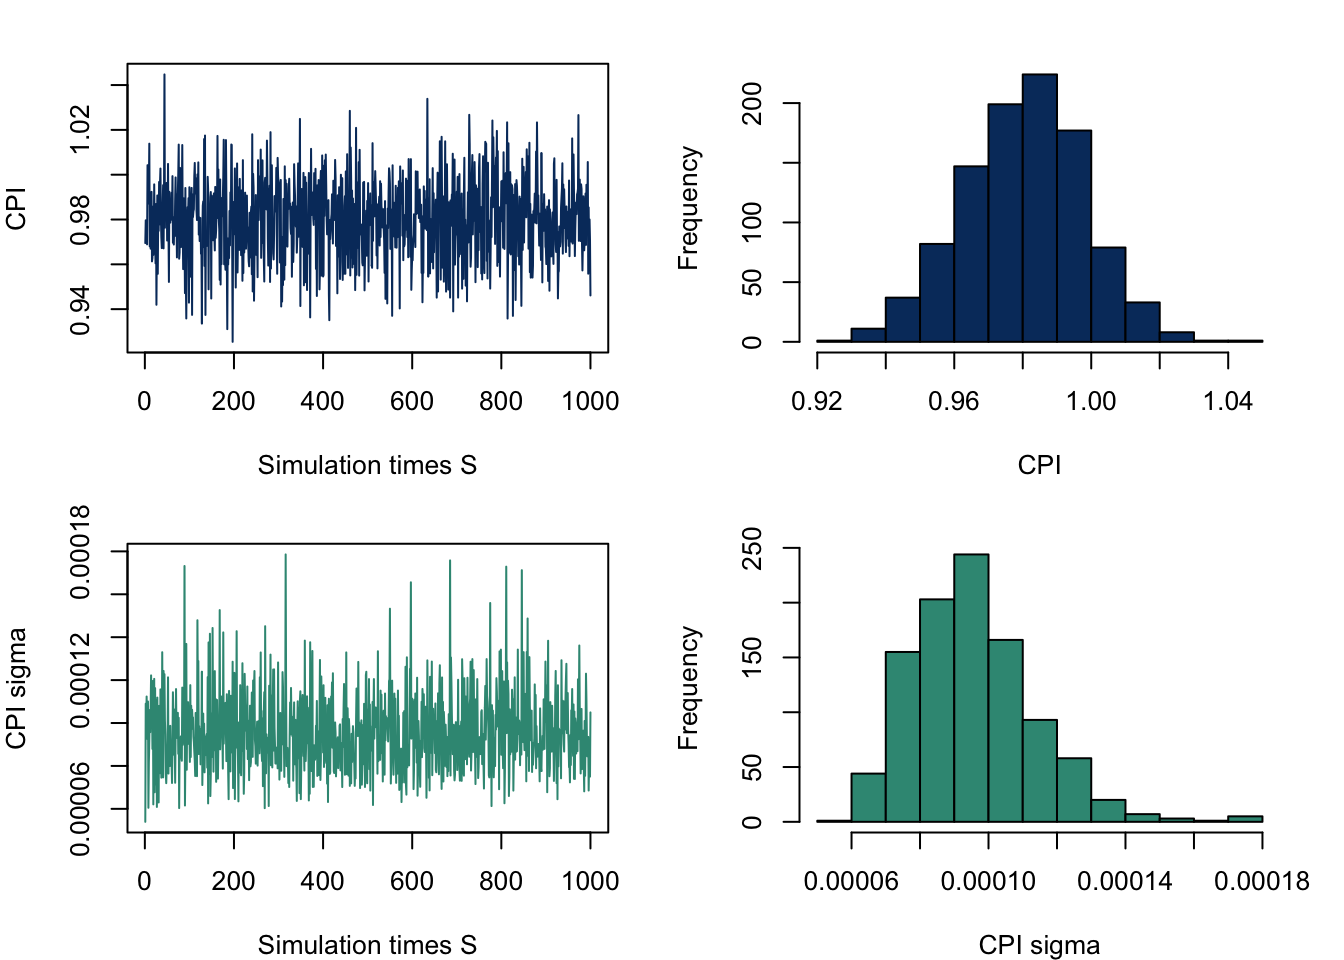 CPI
0.94 0.98 1.02
0 200 400 600 800 1000
Simulation times S
Frequency
0 50 100 200
0.92 0.96 1.00 1.04
CPI
CPI sigma
0.00006 0.00012 0.00018
0 200 400 600 800 1000
Simulation times S
Frequency
0 50 150 250
0.00006 0.00010 0.00014 0.00018
CPI sigma